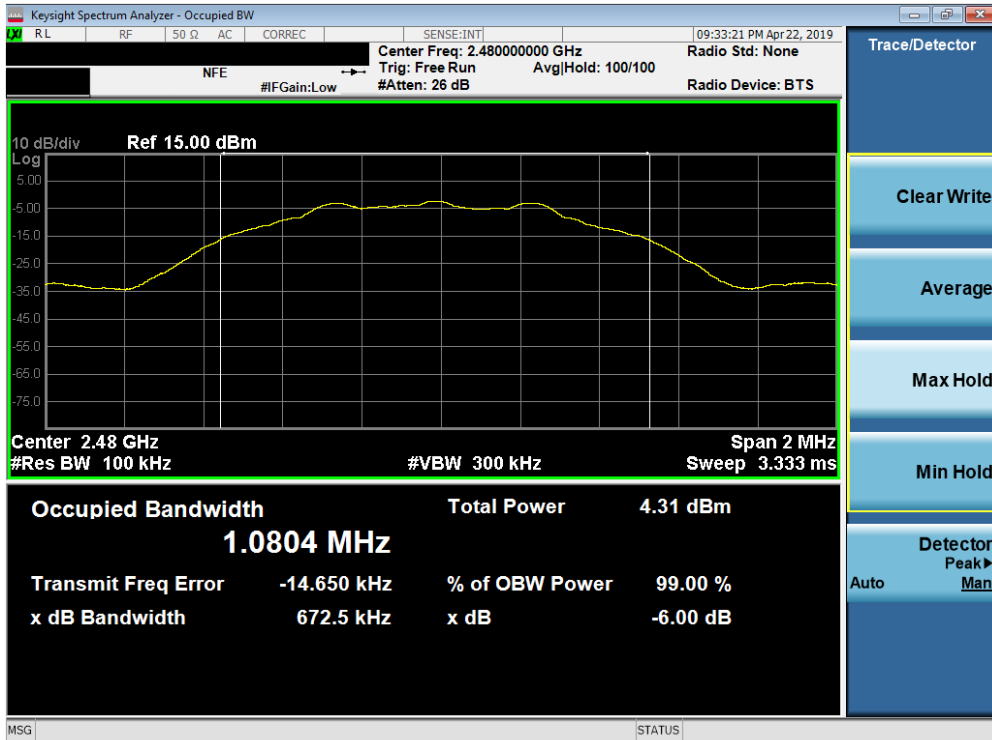 Keysight Spectrum Analyzer - Occupied BW
LXI RL RF 50 Ω AC CORREC SENSE:INT 09:33:21 PM Apr 22, 2019
Center Freq: 2.480000000 GHz Radio Std: None
NFE Trig: Free Run Avg|Hold: 100/100
#IFGain:Low #Atten: 26 dB Radio Device: BTS
10 dB/div Ref 15.00 dBm
Log
5.00
-5.00
-15.0
-25.0
-35.0
-45.0
-55.0
-65.0
-75.0
Center 2.48 GHz Span 2 MHz
#Res BW 100 kHz #VBW 300 kHz Sweep 3.333 ms
Occupied Bandwidth Total Power 4.31 dBm
1.0804 MHz
Transmit Freq Error -14.650 kHz % of OBW Power 99.00 %
x dB Bandwidth 672.5 kHz x dB -6.00 dB
MSG STATUS
Trace/Detector
Clear Write
Average
Max Hold
Min Hold
Detector
Peak▶
Auto Man